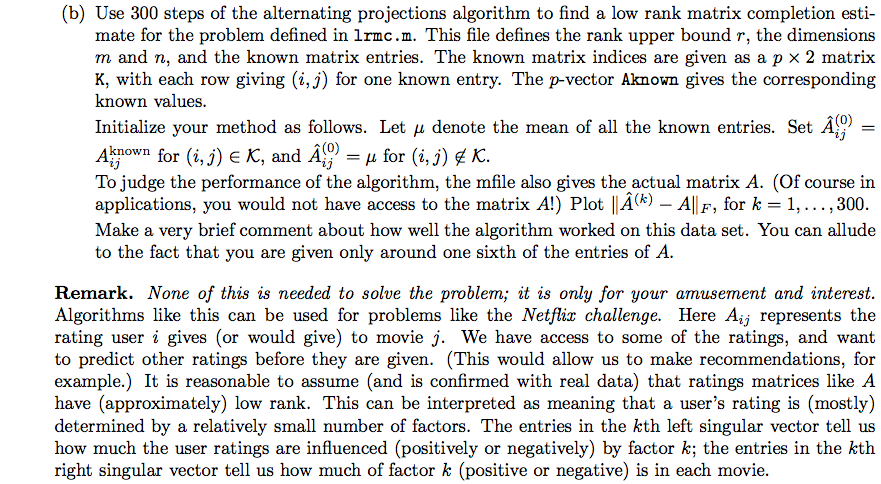 (b) Use 300 steps of the alternating projections algorithm to find a low rank matrix completion esti-
mate for the problem defined in lrmc.m. This file defines the rank upper bound r, the dimensions
m and n, and the known matrix entries. The known matrix indices are given as a p × 2 matrix
K, with each row giving (i, j) for one known entry. The p-vector Aknown gives the corresponding
known values.
Initialize your method as follows. Let μ denote the mean of all the known entries. Set Â_{ij}^{(0)} =
A_{ij}^{known} for (i, j) ∈ K, and Â_{ij}^{(0)} = μ for (i, j) ∉ K.
To judge the performance of the algorithm, the mfile also gives the actual matrix A. (Of course in
applications, you would not have access to the matrix A!) Plot ‖Â^{(k)} − A‖_F, for k = 1, . . . , 300.
Make a very brief comment about how well the algorithm worked on this data set. You can allude
to the fact that you are given only around one sixth of the entries of A.
Remark. None of this is needed to solve the problem; it is only for your amusement and interest.
Algorithms like this can be used for problems like the Netflix challenge. Here A_{ij} represents the
rating user i gives (or would give) to movie j. We have access to some of the ratings, and want
to predict other ratings before they are given. (This would allow us to make recommendations, for
example.) It is reasonable to assume (and is confirmed with real data) that ratings matrices like A
have (approximately) low rank. This can be interpreted as meaning that a user's rating is (mostly)
determined by a relatively small number of factors. The entries in the kth left singular vector tell us
how much the user ratings are influenced (positively or negatively) by factor k; the entries in the kth
right singular vector tell us how much of factor k (positive or negative) is in each movie.